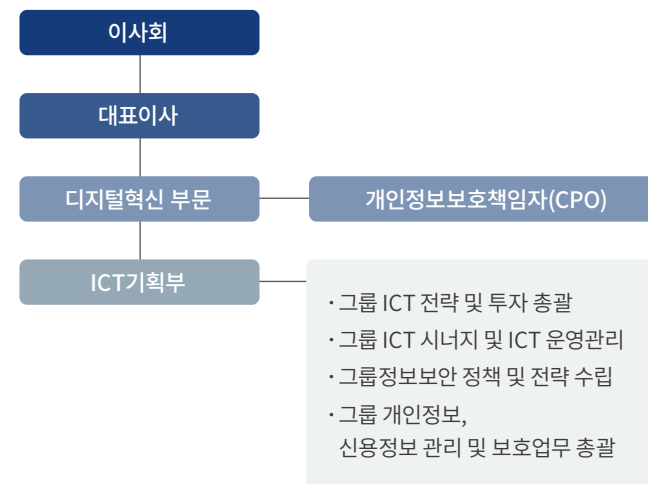 이사회
대표이사
디지털혁신 부문
개인정보보호책임자(CPO)
ICT기획부
· 그룹 ICT 전략 및 투자 총괄
· 그룹 ICT 시너지 및 ICT 운영관리
· 그룹정보보안 정책 및 전략 수립
· 그룹 개인정보,
신용정보 관리 및 보호업무 총괄